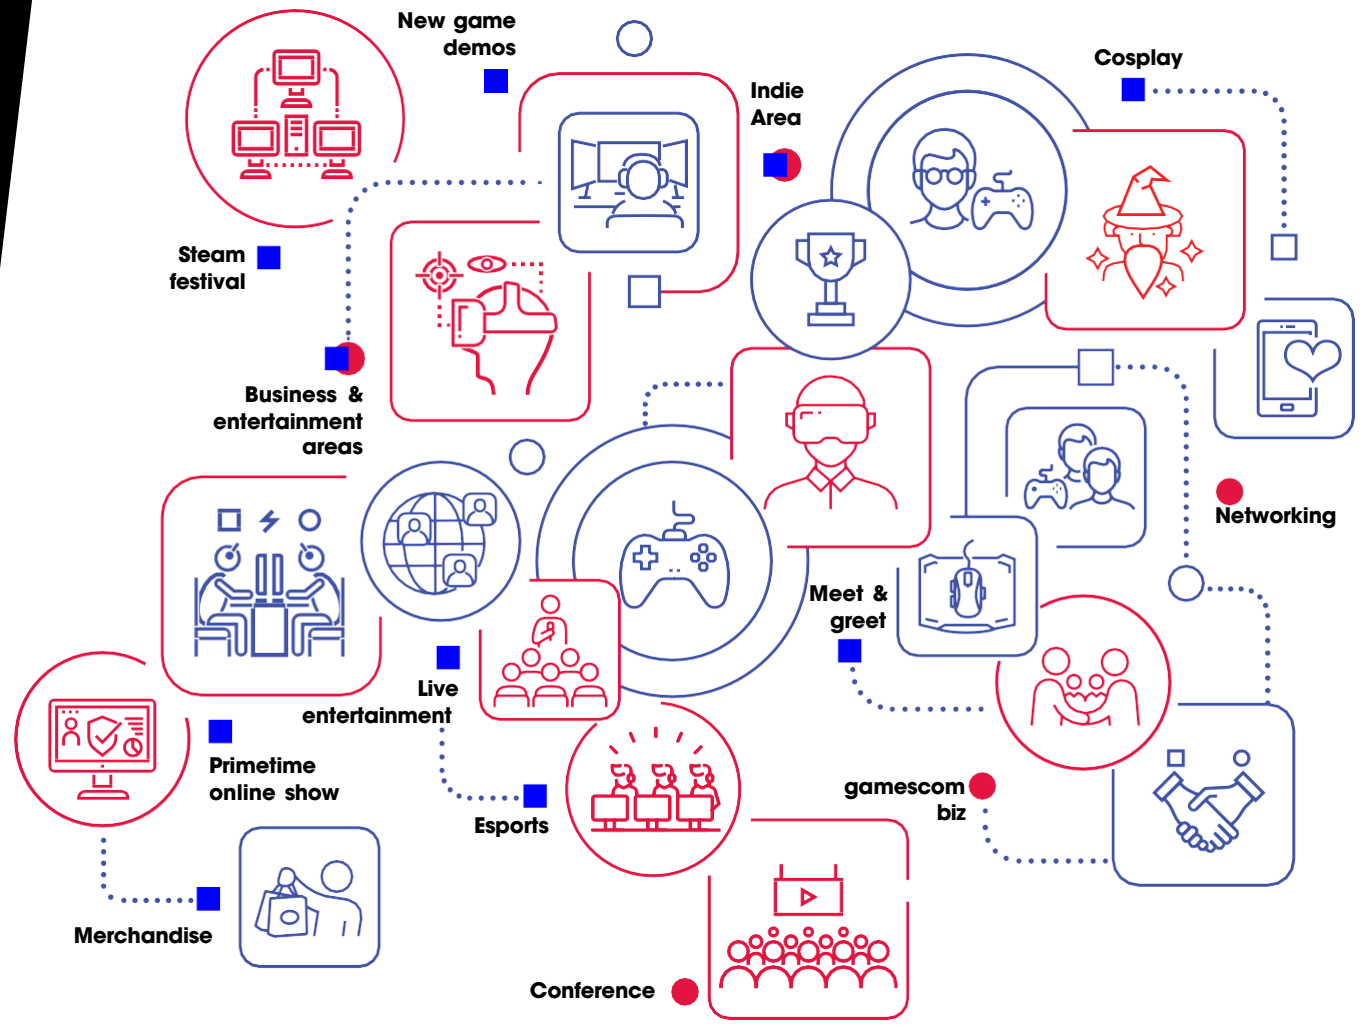 New game
demos
Cosplay
Indie
Area
Steam
festival
Business &
entertainment
areas
Networking
Meet &
greet
Live
entertainment
Primetime
online show
gamescom
biz
Esports
Merchandise
Conference